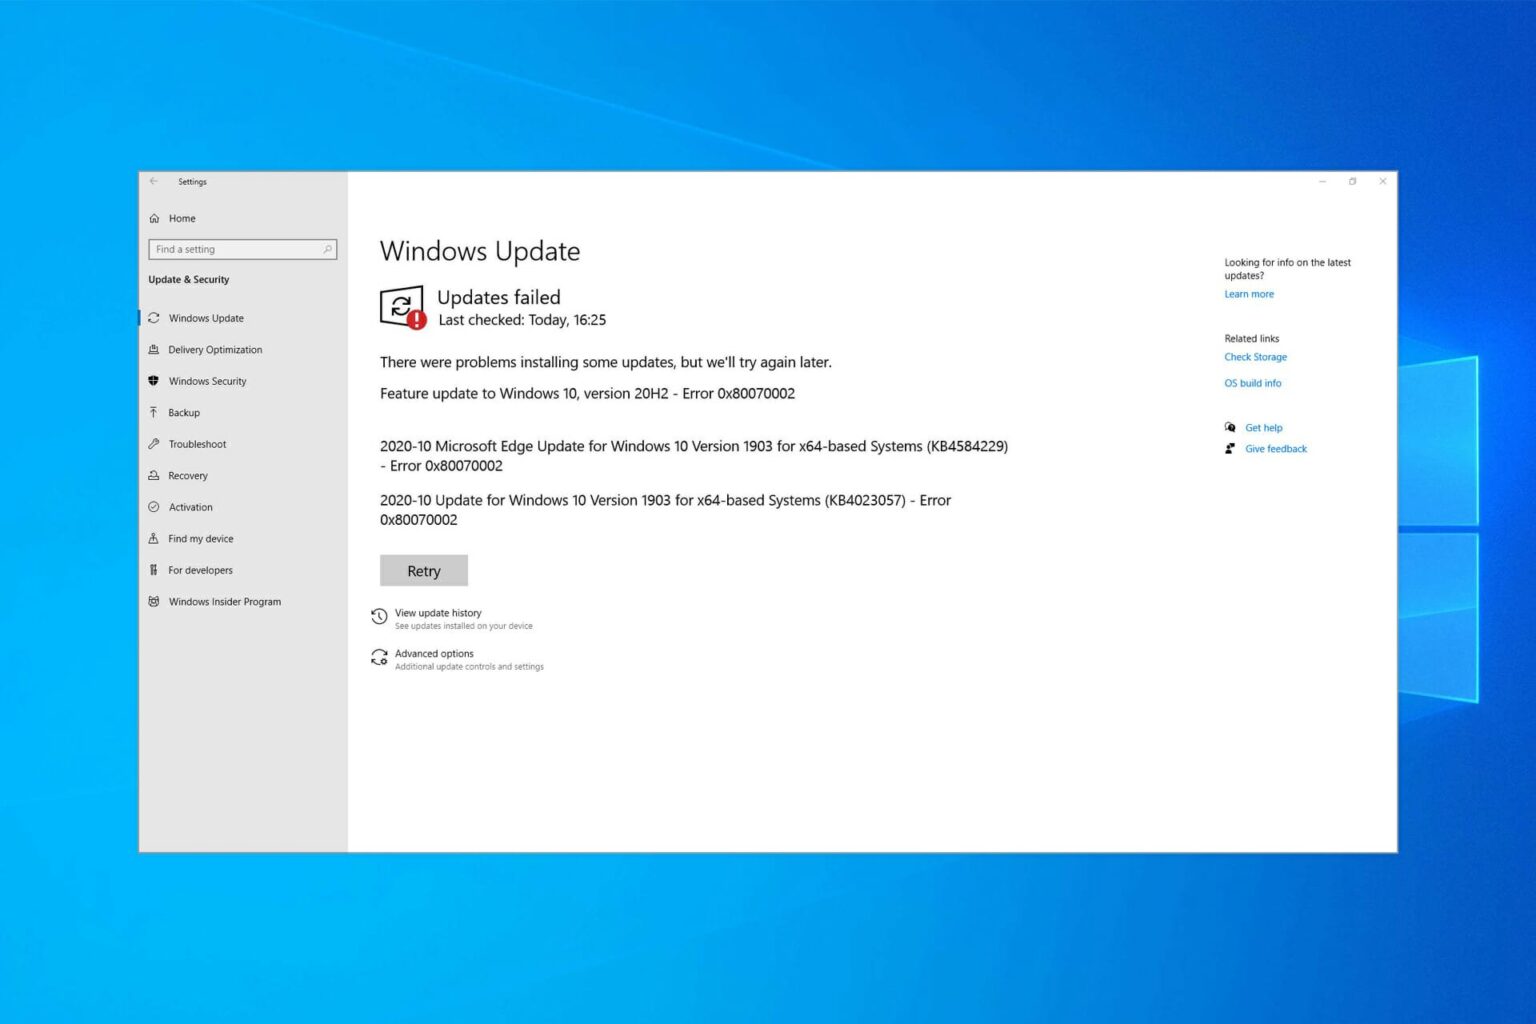 Settings
Home
Find a setting
Update & Security
Windows Update
Delivery Optimization
Windows Security
Backup
Troubleshoot
Recovery
Activation
Find my device
For developers
Windows Insider Program
Windows Update
Updates failed
Last checked: Today, 16:25
There were problems installing some updates, but we'll try again later.
Feature update to Windows 10, version 20H2 - Error 0x80070002
2020-10 Microsoft Edge Update for Windows 10 Version 1903 for x64-based Systems (KB4584229)
- Error 0x80070002
2020-10 Update for Windows 10 Version 1903 for x64-based Systems (KB4023057) - Error
0x80070002
Retry
View update history
See updates installed on your device
Advanced options
Additional update controls and settings
Looking for info on the latest
updates?
Learn more
Related links
Check Storage
OS build info
Get help
Give feedback